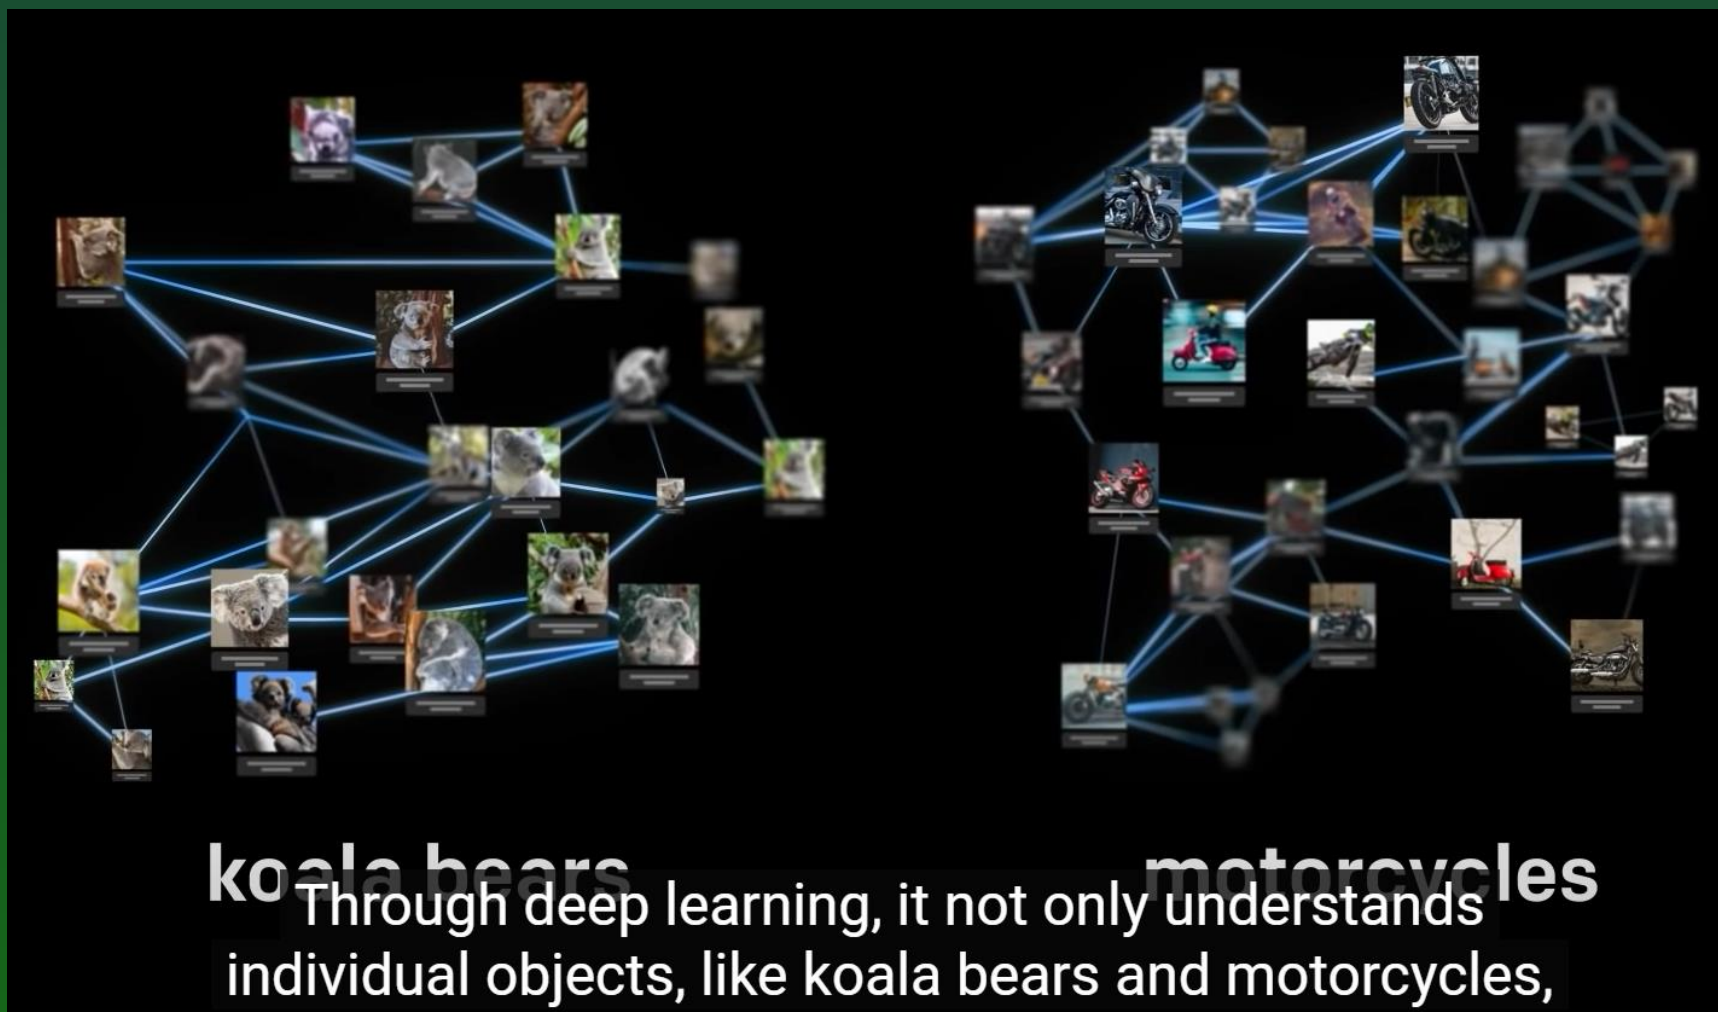 koala bears
motorcycles
Through deep learning, it not only understands
individual objects, like koala bears and motorcycles,